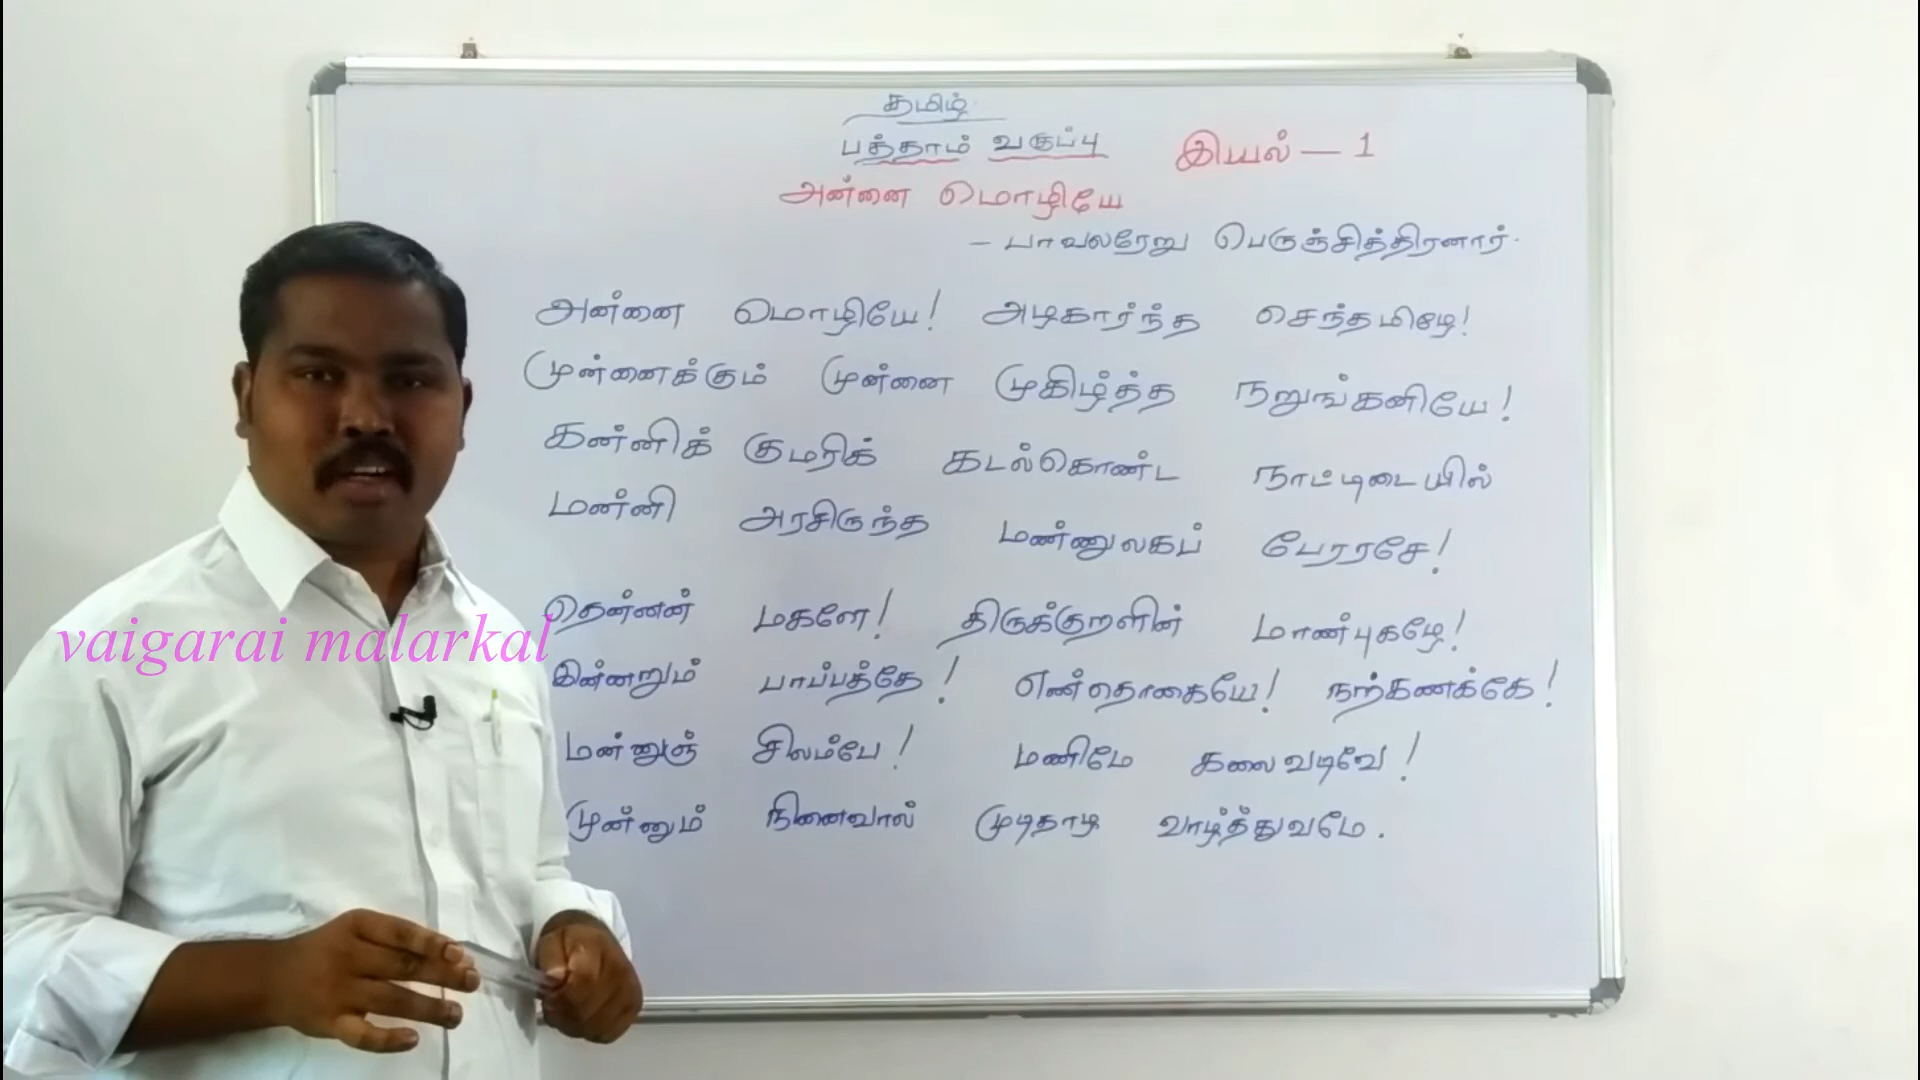 தமிழ்
பத்தாம் வகுப்பு இயல் – 1
அன்னை மொழியே
– பாவலரேறு பெருஞ்சித்திரனார்.
அன்னை மொழியே! அழகார்ந்த செந்தமிழே!
முன்னைக்கும் முன்னை முகிழ்த்த நறுங்கனியே!
கன்னிக் குமரிக் கடல்கொண்ட நாட்டிடையில்
மன்னி அரசிருந்த மண்ணுலகப் பேரரசே!
தென்னன் மகளே! திருக்குறளின் மாண்புகழே!
இன்னறும் பாப்பத்தே! எண்தொகையே! நற்கணக்கே!
மன்னுஞ் சிலம்பே! மணிமே கலைவடிவே!
முன்னும் நினைவால் முடிதாழ வாழ்த்துவமே.
vaigarai malarkal